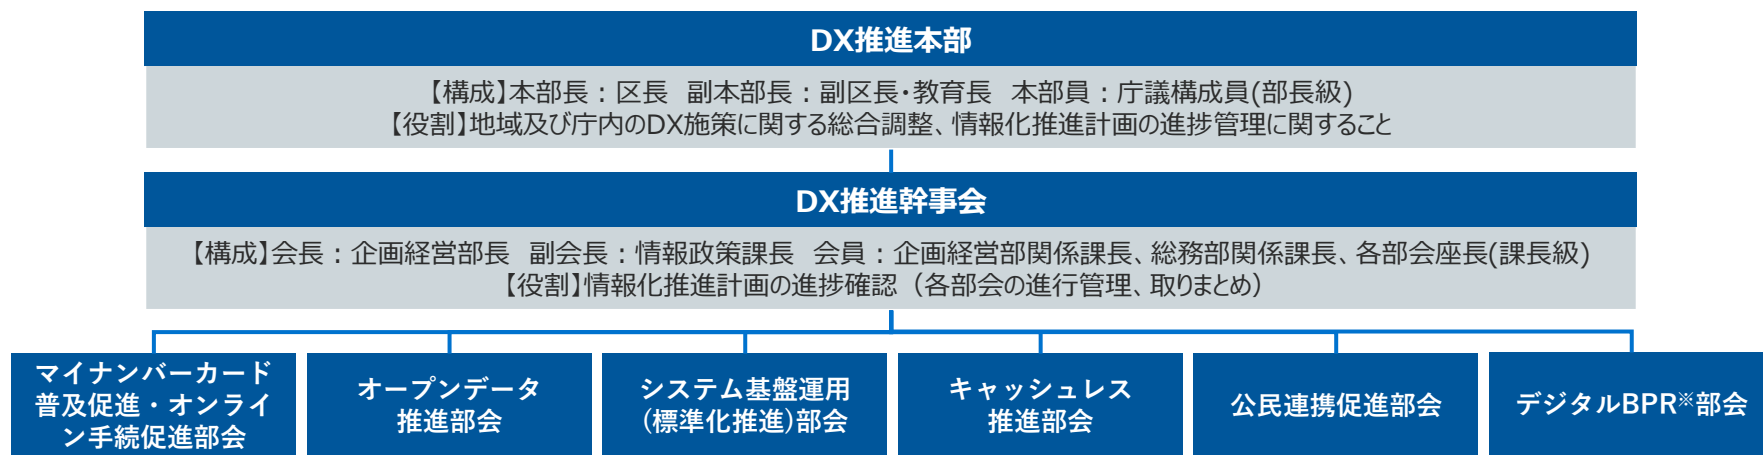 DX推進本部
【構成】本部長：区長　副本部長：副区長・教育長　本部員：庁議構成員(部長級)
【役割】地域及び庁内のDX施策に関する総合調整、情報化推進計画の進捗管理に関すること
DX推進幹事会
【構成】会長：企画経営部長　副会長：情報政策課長　会員：企画経営部関係課長、総務部関係課長、各部会座長(課長級)
【役割】情報化推進計画の進捗確認（各部会の進行管理、取りまとめ）
マイナンバーカード
普及促進・オンライ
ン手続促進部会
オープンデータ
推進部会
システム基盤運用
(標準化推進)部会
キャッシュレス
推進部会
公民連携促進部会
デジタルBPR※部会